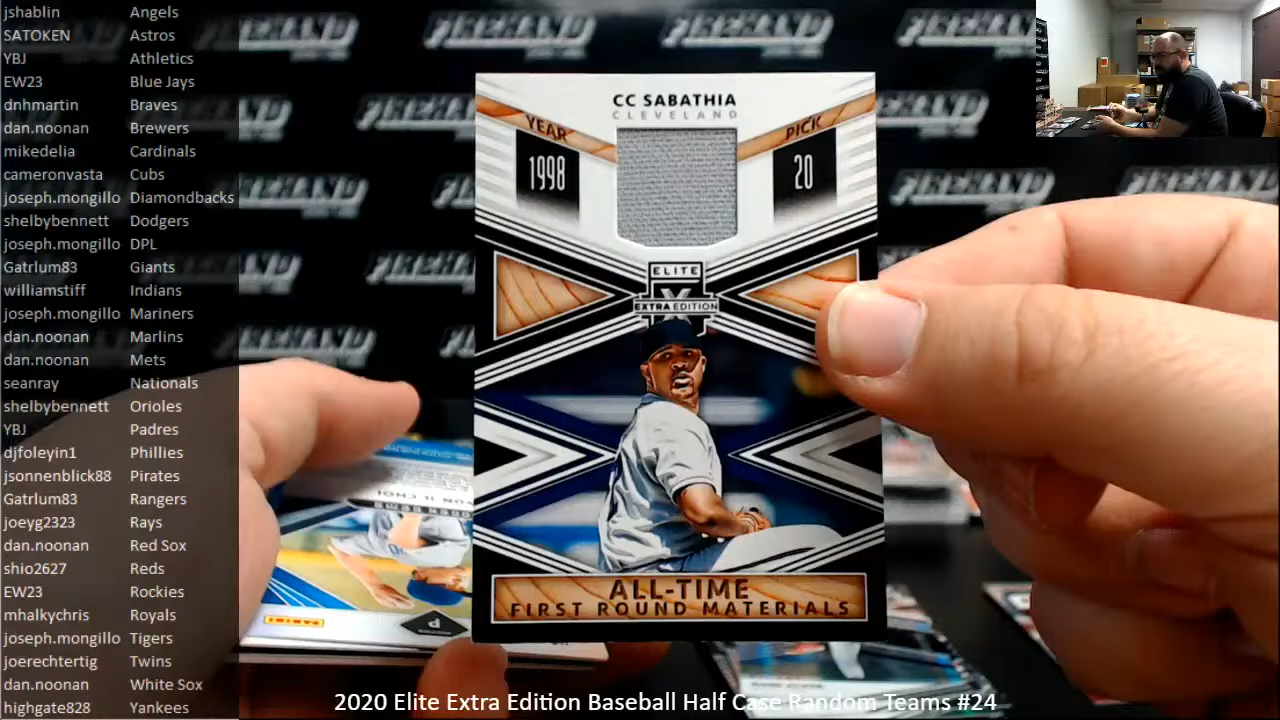 jshablin Angels
SATOKEN Astros
YBJ Athletics
EW23 Blue Jays
dnhmartin Braves
dan.noonan Brewers
mikedelia Cardinals
cameronvasta Cubs
joseph.mongillo Diamondbacks
shelbybennett Dodgers
joseph.mongillo DPL
Gatrlum83 Giants
williamstiff Indians
joseph.mongillo Mariners
dan.noonan Marlins
dan.noonan Mets
seanray Nationals
shelbybennett Orioles
YBJ Padres
djfoleyin1 Phillies
jsonnenblick88 Pirates
Gatrlum83 Rangers
joeyg2323 Rays
dan.noonan Red Sox
shio2627 Reds
EW23 Rockies
mhalkychris Royals
joseph.mongillo Tigers
joerechtertig Twins
dan.noonan White Sox
highgate828 Yankees
FIREHAND
CC SABATHIA
CLEVELAND
YEAR
1998
PICK
20
ELITE
EXTRA EDITION
ALL-TIME
FIRST ROUND MATERIALS
2020 Elite Extra Edition Baseball Half Case Random Teams #24